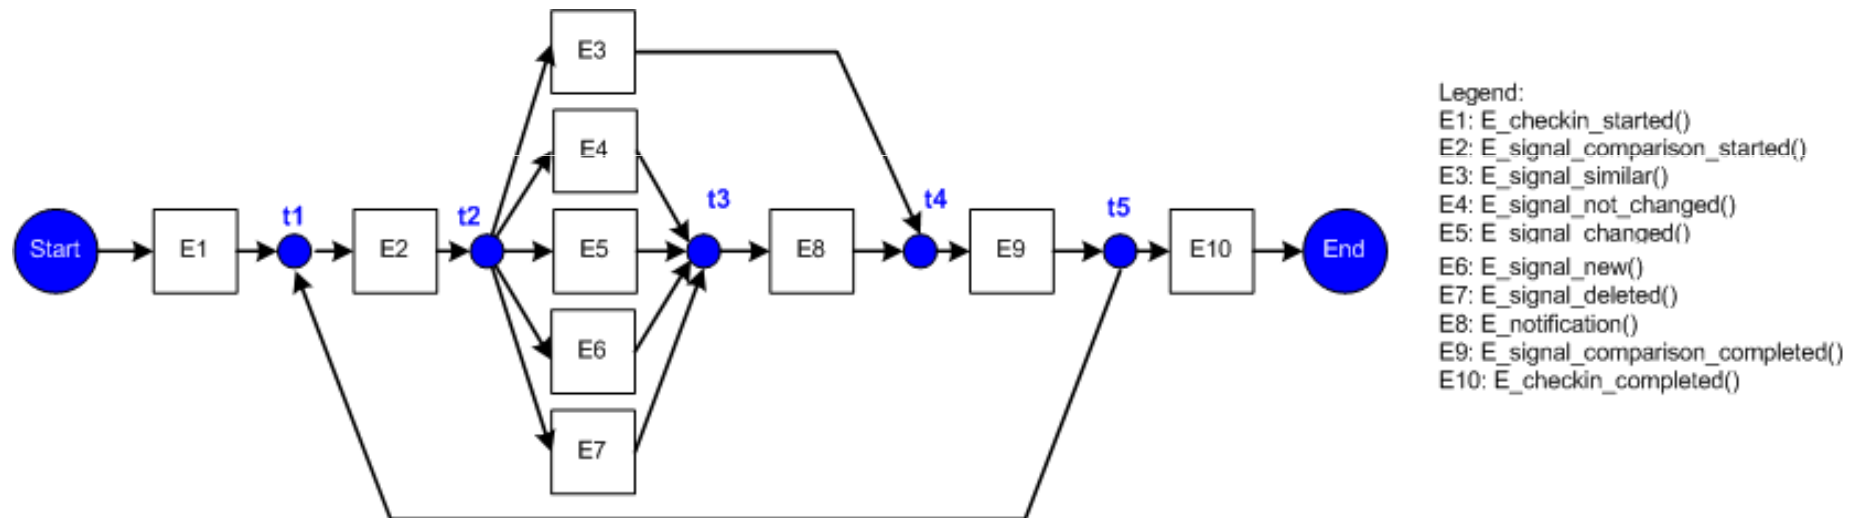 E3
E4
t1
t2
t3
t4
t5
Start
E1
E2
E5
E8
E9
E10
End
E6
E7
Legend:
E1: E_checkin_started()
E2: E_signal_comparison_started()
E3: E_signal_similar()
E4: E_signal_not_changed()
E5: E_signal_changed()
E6: E_signal_new()
E7: E_signal_deleted()
E8: E_notification()
E9: E_signal_comparison_completed()
E10: E_checkin_completed()